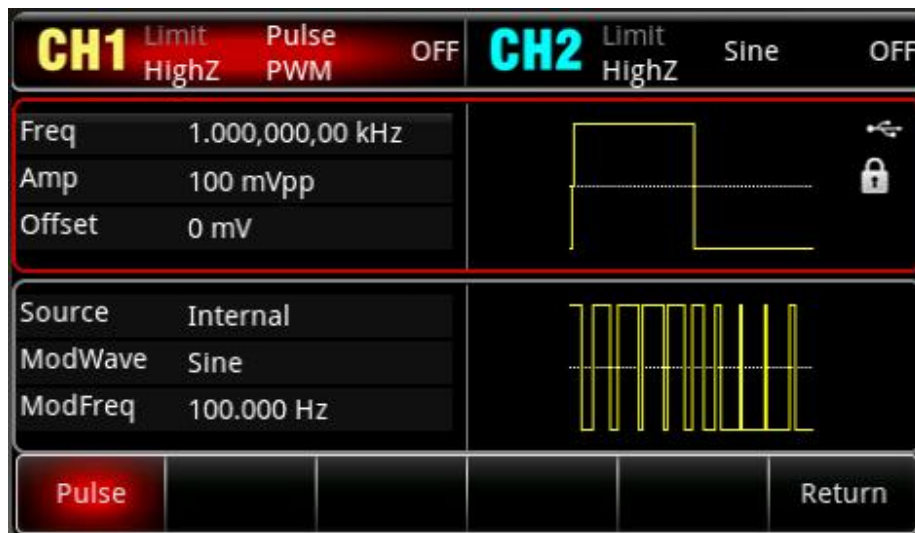 CH1 Limit Pulse OFF CH2 Limit Sine OFF
HighZ PWM HighZ
Freq 1.000,000,00 kHz
Amp 100 mVpp
Offset 0 mV
Source Internal
ModWave Sine
ModFreq 100.000 Hz
Pulse Return